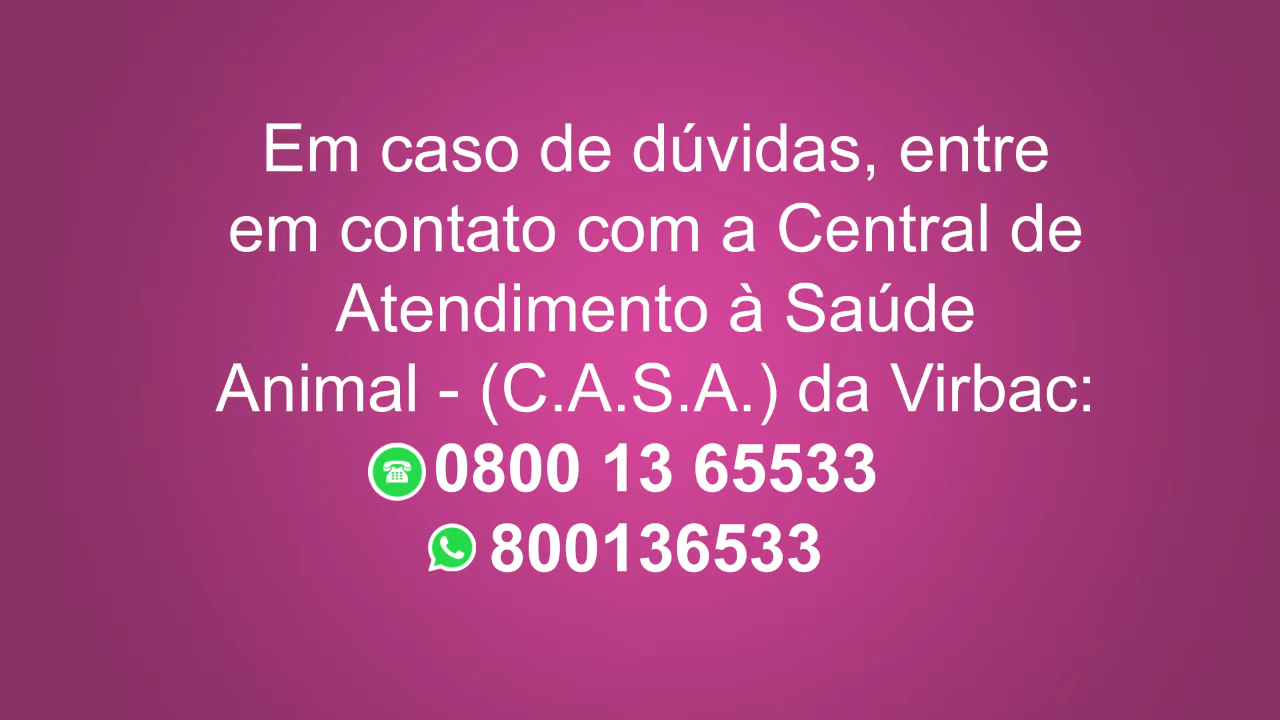 Em caso de dúvidas, entre
em contato com a Central de
Atendimento à Saúde
Animal - (C.A.S.A.) da Virbac:
0800 13 65533
800136533